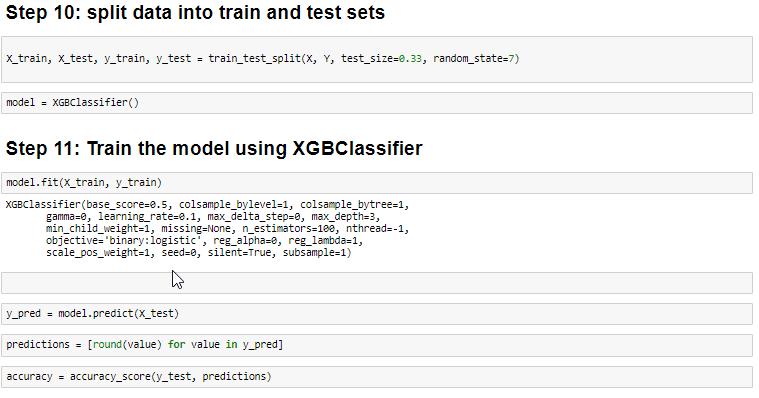 Step 10: split data into train and test sets
X_train, X_test, y_train, y_test = train_test_split(X, Y, test_size=0.33, random_state=7)
model = XGBClassifier()
Step 11: Train the model using XGBClassifier
model.fit(X_train, y_train)
XGBClassifier(base_score=0.5, colsample_bylevel=1, colsample_bytree=1,
gamma=0, learning_rate=0.1, max_delta_step=0, max_depth=3,
min_child_weight=1, missing=None, n_estimators=100, nthread=-1,
objective='binary:logistic', reg_alpha=0, reg_lambda=1,
scale_pos_weight=1, seed=0, silent=True, subsample=1)
y_pred = model.predict(X_test)
predictions = [round(value) for value in y_pred]
accuracy = accuracy_score(y_test, predictions)